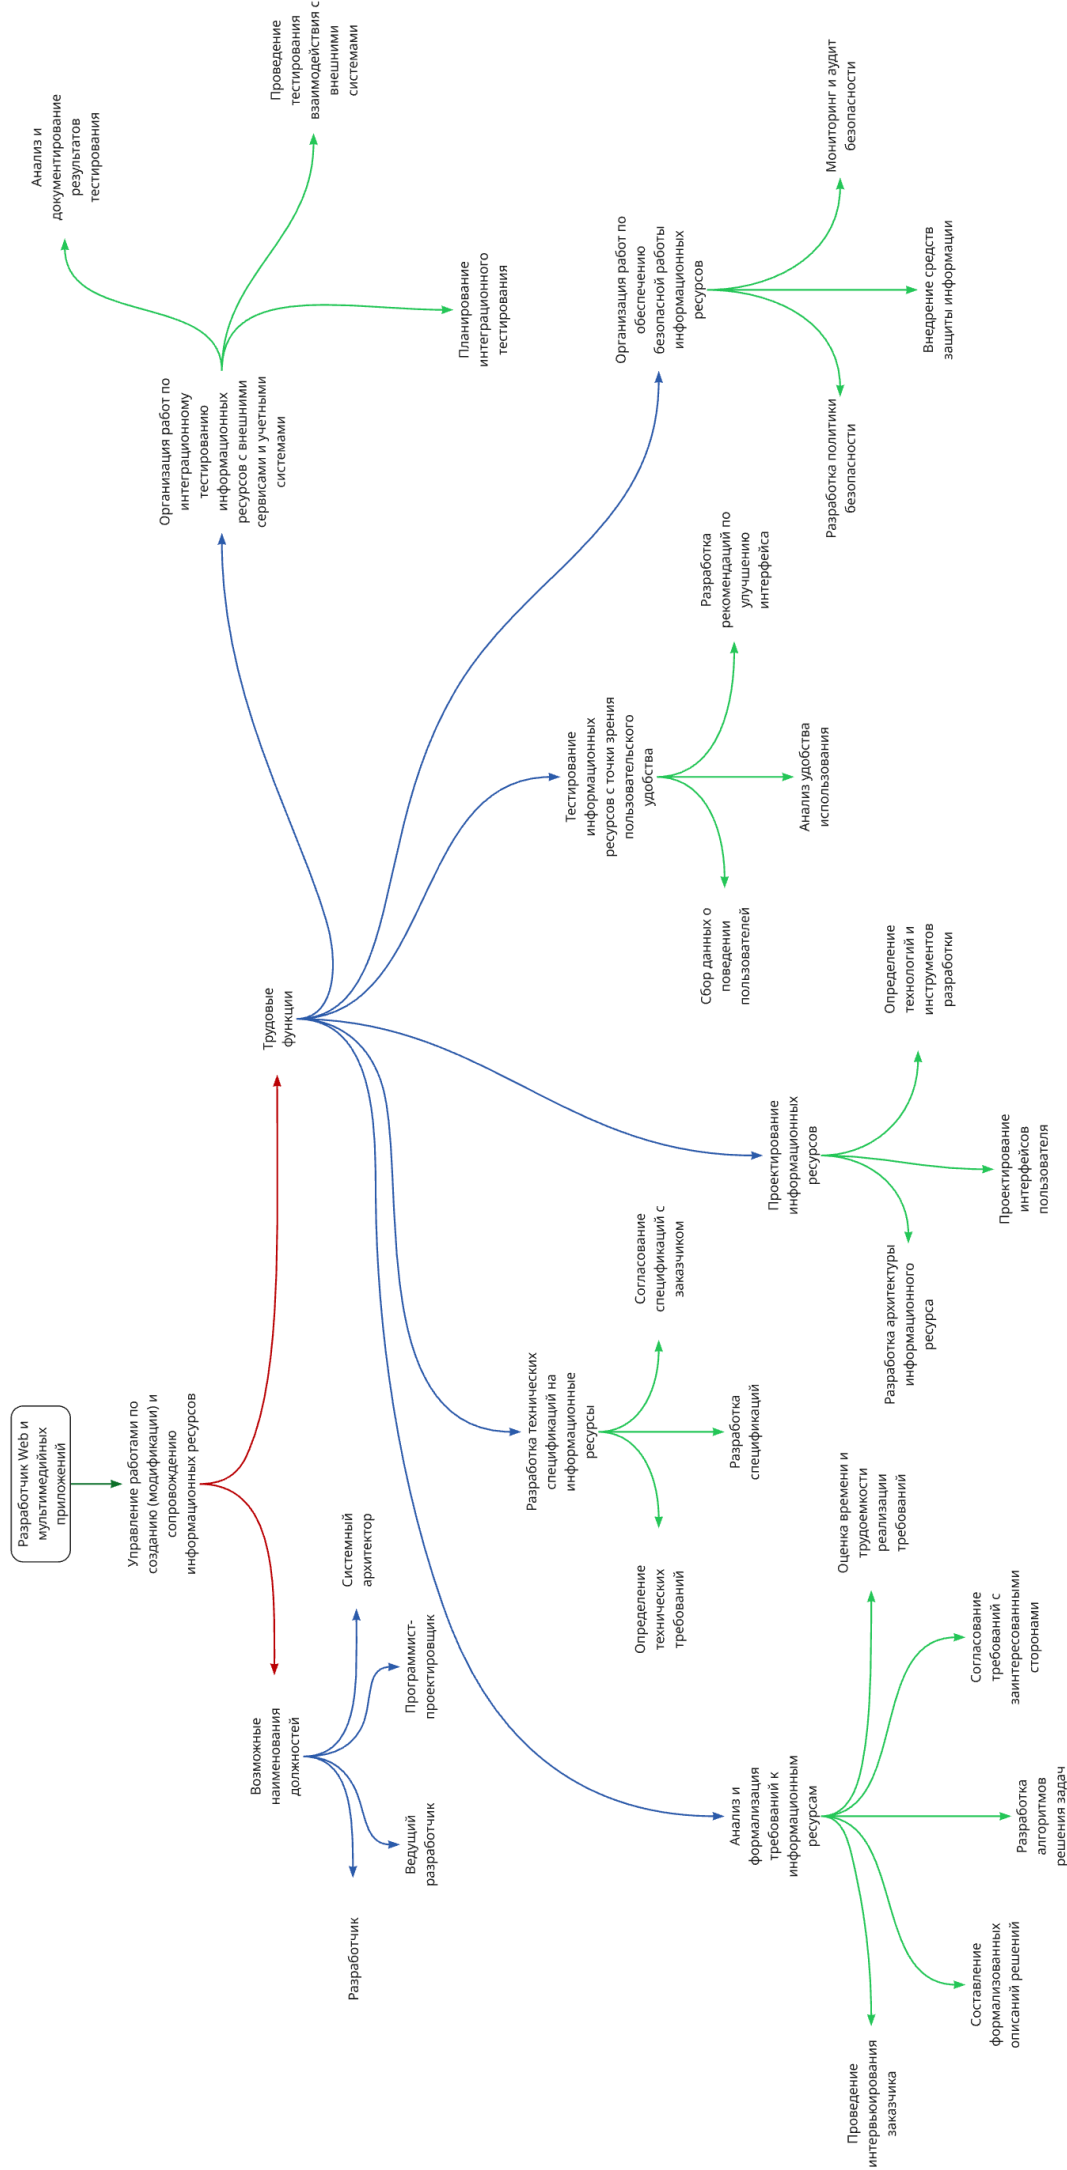 Разработчик Web и
мультимедийных
приложений
Управление работами по
созданию (модификации) и
сопровождению
информационных ресурсов
Возможные
наименования
должностей
Разработчик
Ведущий
разработчик
Программист-
проектировщик
Системный
архитектор
Трудовые
функции
Анализ и
формализация
требований к
информационным
ресурсам
Проведение
интервьюирования
заказчика
Составление
формализованных
описаний решений
Разработка
алгоритмов
решения задач
Согласование
требований с
заинтересованными
сторонами
Оценка времени и
трудоемкости
реализации
требований
Разработка технических
спецификаций на
информационные
ресурсы
Определение
технических
требований
Разработка
спецификаций
Согласование
спецификаций с
заказчиком
Проектирование
информационных
ресурсов
Разработка архитектуры
информационного
ресурса
Проектирование
интерфейсов
пользователя
Определение
технологий и
инструментов
разработки
Тестирование
информационных
ресурсов с точки зрения
пользовательского
удобства
Сбор данных о
поведении
пользователей
Анализ удобства
использования
Разработка
рекомендаций по
улучшению
интерфейса
Организация работ по
обеспечению
безопасной работы
информационных
ресурсов
Разработка политики
безопасности
Внедрение средств
защиты информации
Мониторинг и аудит
безопасности
Организация работ по
интеграционному
тестированию
информационных
ресурсов с внешними
сервисами и учетными
системами
Планирование
интеграционного
тестирования
Проведение
тестирования
взаимодействия с
внешними
системами
Анализ и
документирование
результатов
тестирования